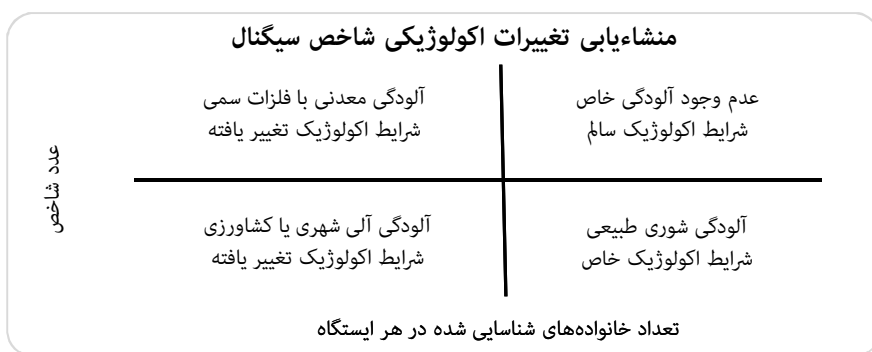 منشاءیابی تغییرات اکولوژیکی شاخص سیگنال
عدم وجود آلودگی خاص
شرایط اکولوژیک سالم
آلودگی معدنی با فلزات سمی
شرایط اکولوژیک تغییر یافته
عدد شاخص
آلودگی شوری طبیعی
شرایط اکولوژیک خاص
آلودگی آلی شهری یا کشاورزی
شرایط اکولوژیک تغییر یافته
تعداد خانواده‌های شناسایی شده در هر ایستگاه